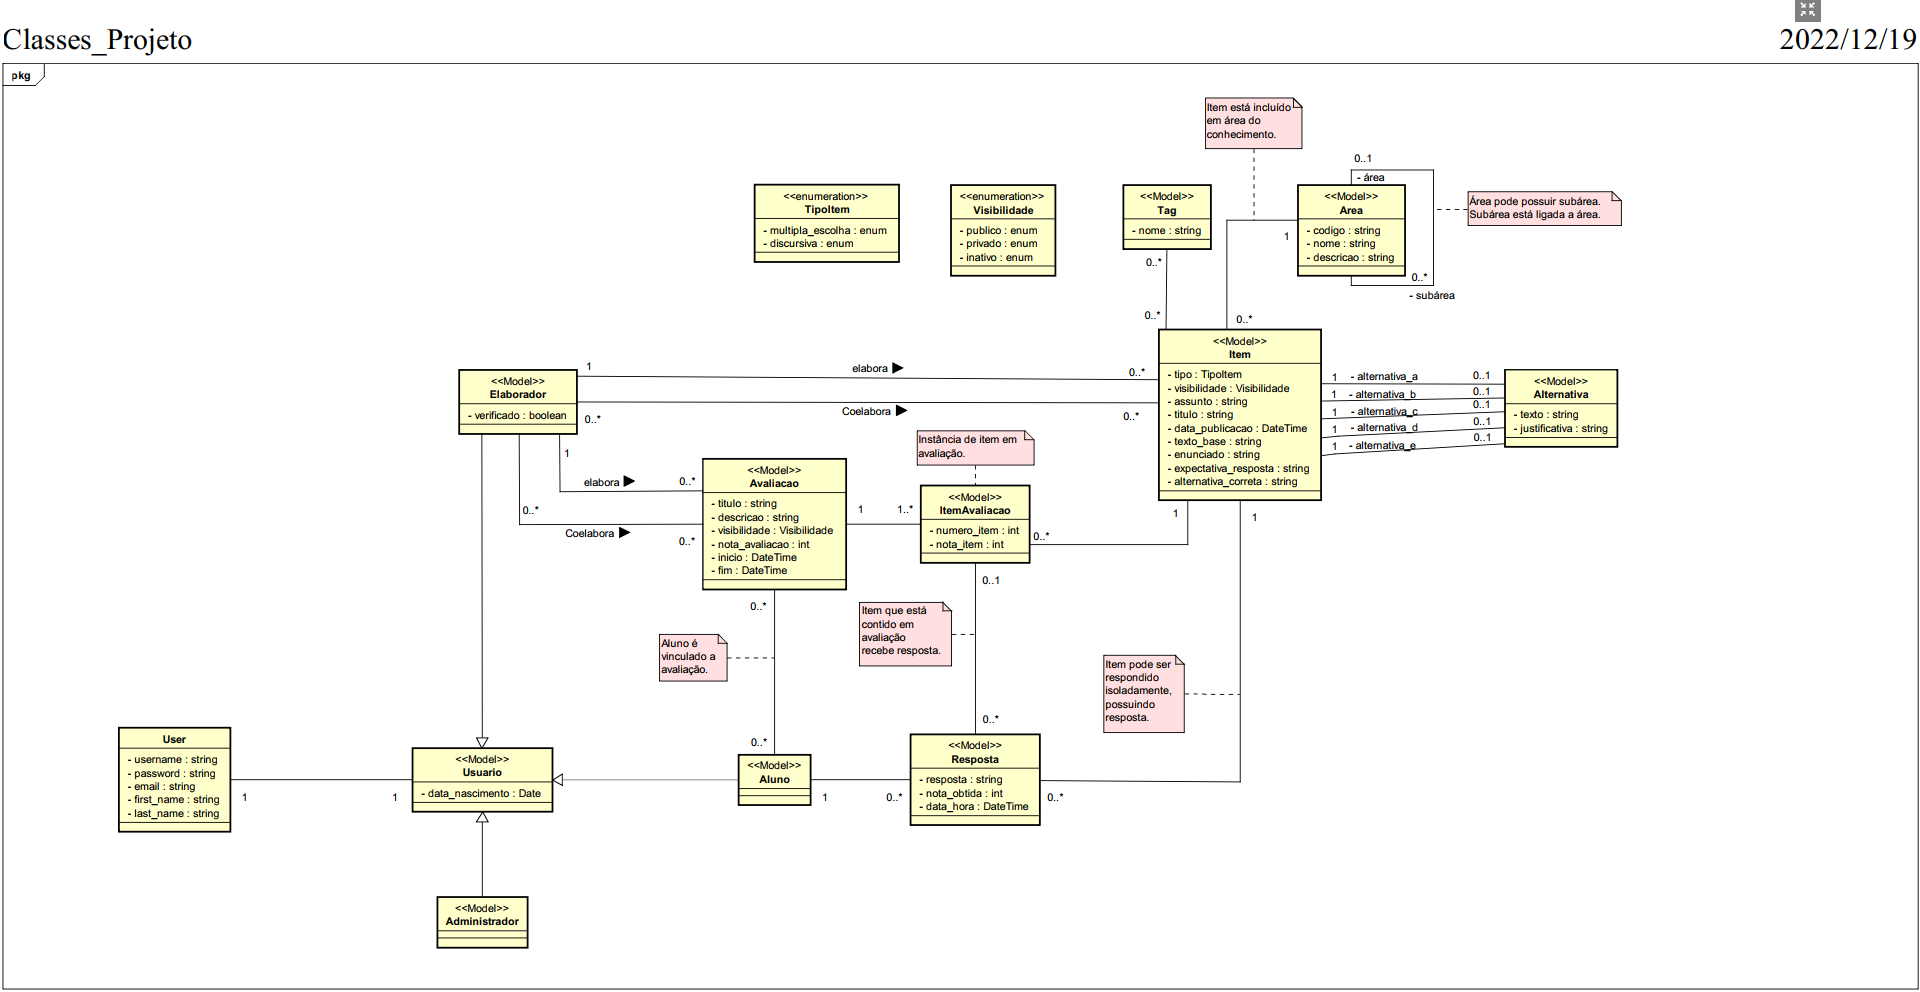 Classes_Projeto
2022/12/19
pkg
Item está incluído
em área do
conhecimento.
0..1
- área
<<enumeration>>
TipoItem
- multipla_escolha : enum
- discursiva : enum
<<enumeration>>
Visibilidade
- publico : enum
- privado : enum
- inativo : enum
<<Model>>
Tag
- nome : string
<<Model>>
Area
- codigo : string
- nome : string
- descricao : string
Área pode possuir subárea.
Subárea está ligada a área.
1
0..*
0..*
- subárea
0..*
0..*
<<Model>>
Item
- tipo : TipoItem
- visibilidade : Visibilidade
- assunto : string
- titulo : string
- data_publicacao : DateTime
- texto_base : string
- enunciado : string
- expectativa_resposta : string
- alternativa_correta : string
1
elabora
0..*
<<Model>>
Elaborador
- verificado : boolean
0..*
Coelabora
0..*
1 - alternativa_a 0..1
1 - alternativa_b 0..1
1 - alternativa_c 0..1
1 - alternativa_d 0..1
1 - alternativa_e 0..1
<<Model>>
Alternativa
- texto : string
- justificativa : string
Instância de item em
avaliação.
1
elabora
0..*
0..*
Coelabora
0..*
<<Model>>
Avaliacao
- titulo : string
- descricao : string
- visibilidade : Visibilidade
- nota_avaliacao : int
- inicio : DateTime
- fim : DateTime
1
1..*
<<Model>>
ItemAvaliacao
- numero_item : int
- nota_item : int
0..*
1
1
0..1
0..*
Item que está
contido em
avaliação
recebe resposta.
Aluno é
vinculado a
avaliação.
Item pode ser
respondido
isoladamente,
possuindo
resposta.
0..*
0..*
User
- username : string
- password : string
- email : string
- first_name : string
- last_name : string
1
1
<<Model>>
Usuario
- data_nascimento : Date
<<Model>>
Aluno
1
0..*
<<Model>>
Resposta
- resposta : string
- nota_obtida : int
- data_hora : DateTime
0..*
<<Model>>
Administrador